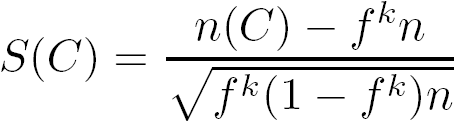 S(C) = \frac{n(C) - f^k n}{\sqrt{f^k(1 - f^k)n}}